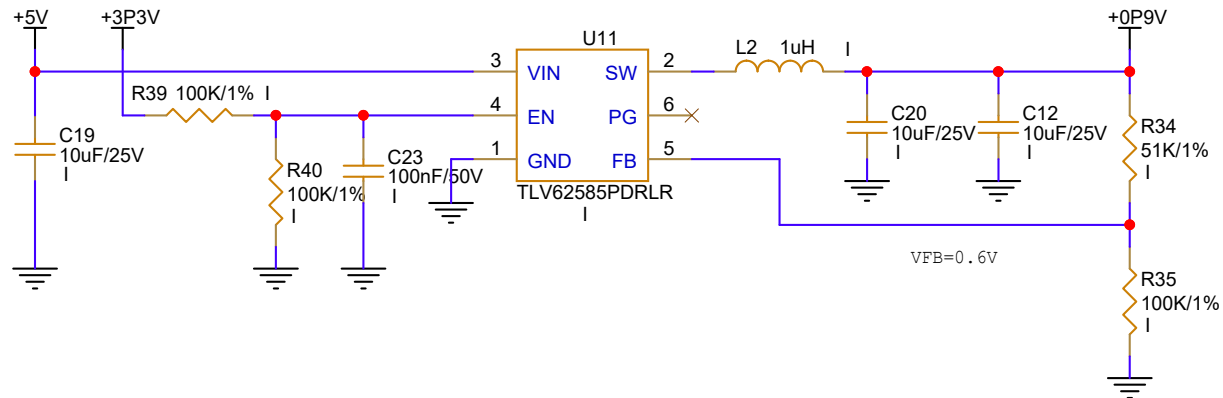 +5V
+3P3V
+0P9V
U11
L2 1uH I
3 VIN SW 2
R39 100K/1% I
4 EN PG 6
C19
10uF/25V
I
C20
10uF/25V
I
C12
10uF/25V
I
R34
51K/1%
I
1 GND FB 5
C23
100nF/50V
I
R40
100K/1%
I
TLV62585PDRLR
I
VFB=0.6V
R35
100K/1%
I